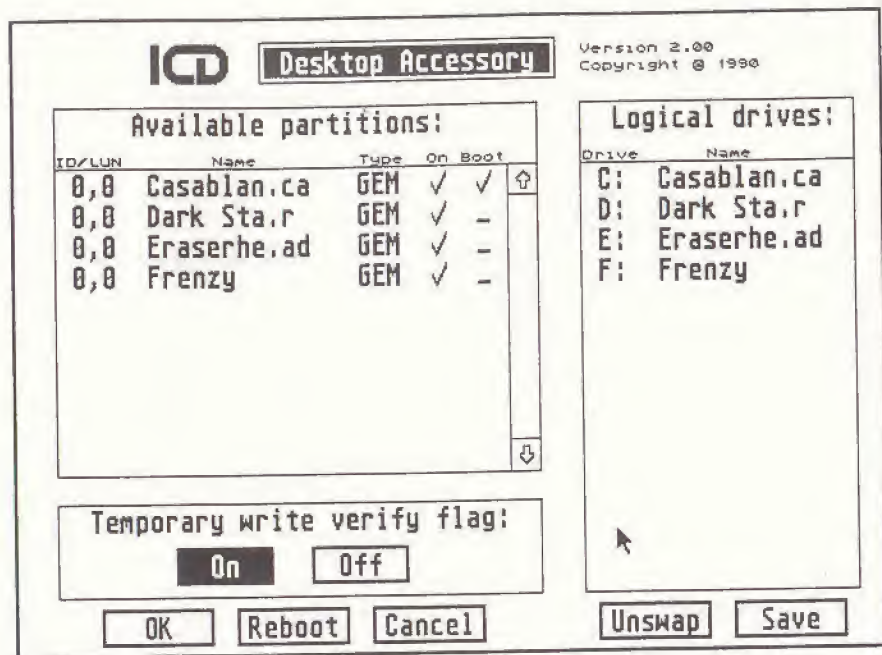 ICD Desktop Accessory
Version 2.00
Copyright @ 1990
Available partitions:
ID/LUN Name Type On Boot
0,0 Casablan.ca GEM ✓ ✓
0,0 Dark Sta.r GEM ✓ -
0,0 Eraserhe.ad GEM ✓ -
0,0 Frenzy GEM ✓ -
Logical drives:
Drive Name
C: Casablan.ca
D: Dark Sta.r
E: Eraserhe.ad
F: Frenzy
Temporary write verify flag:
On Off
OK Reboot Cancel
Unswap Save